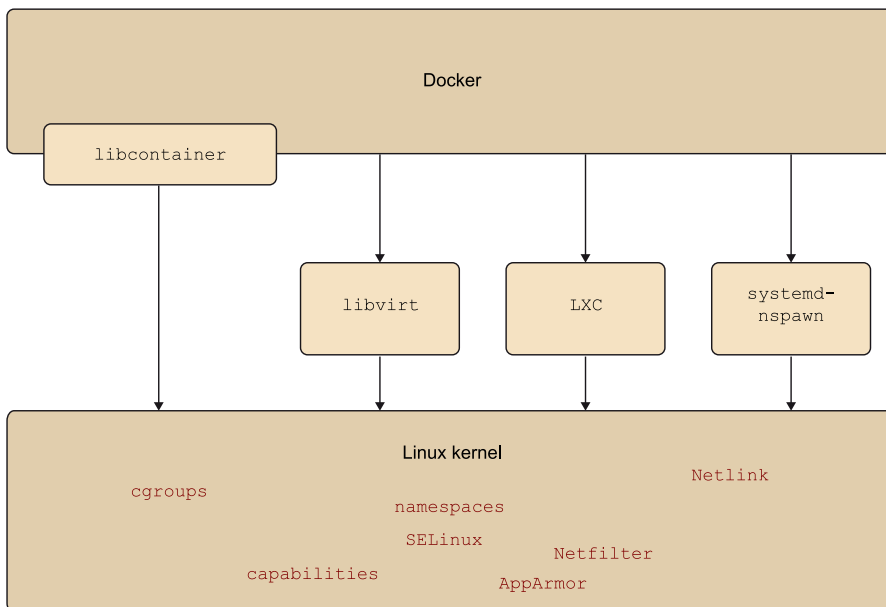 Docker
libcontainer
libvirt
LXC
systemd-
nspawn
Linux kernel
Netlink
cgroups
namespaces
SELinux
Netfilter
capabilities
AppArmor